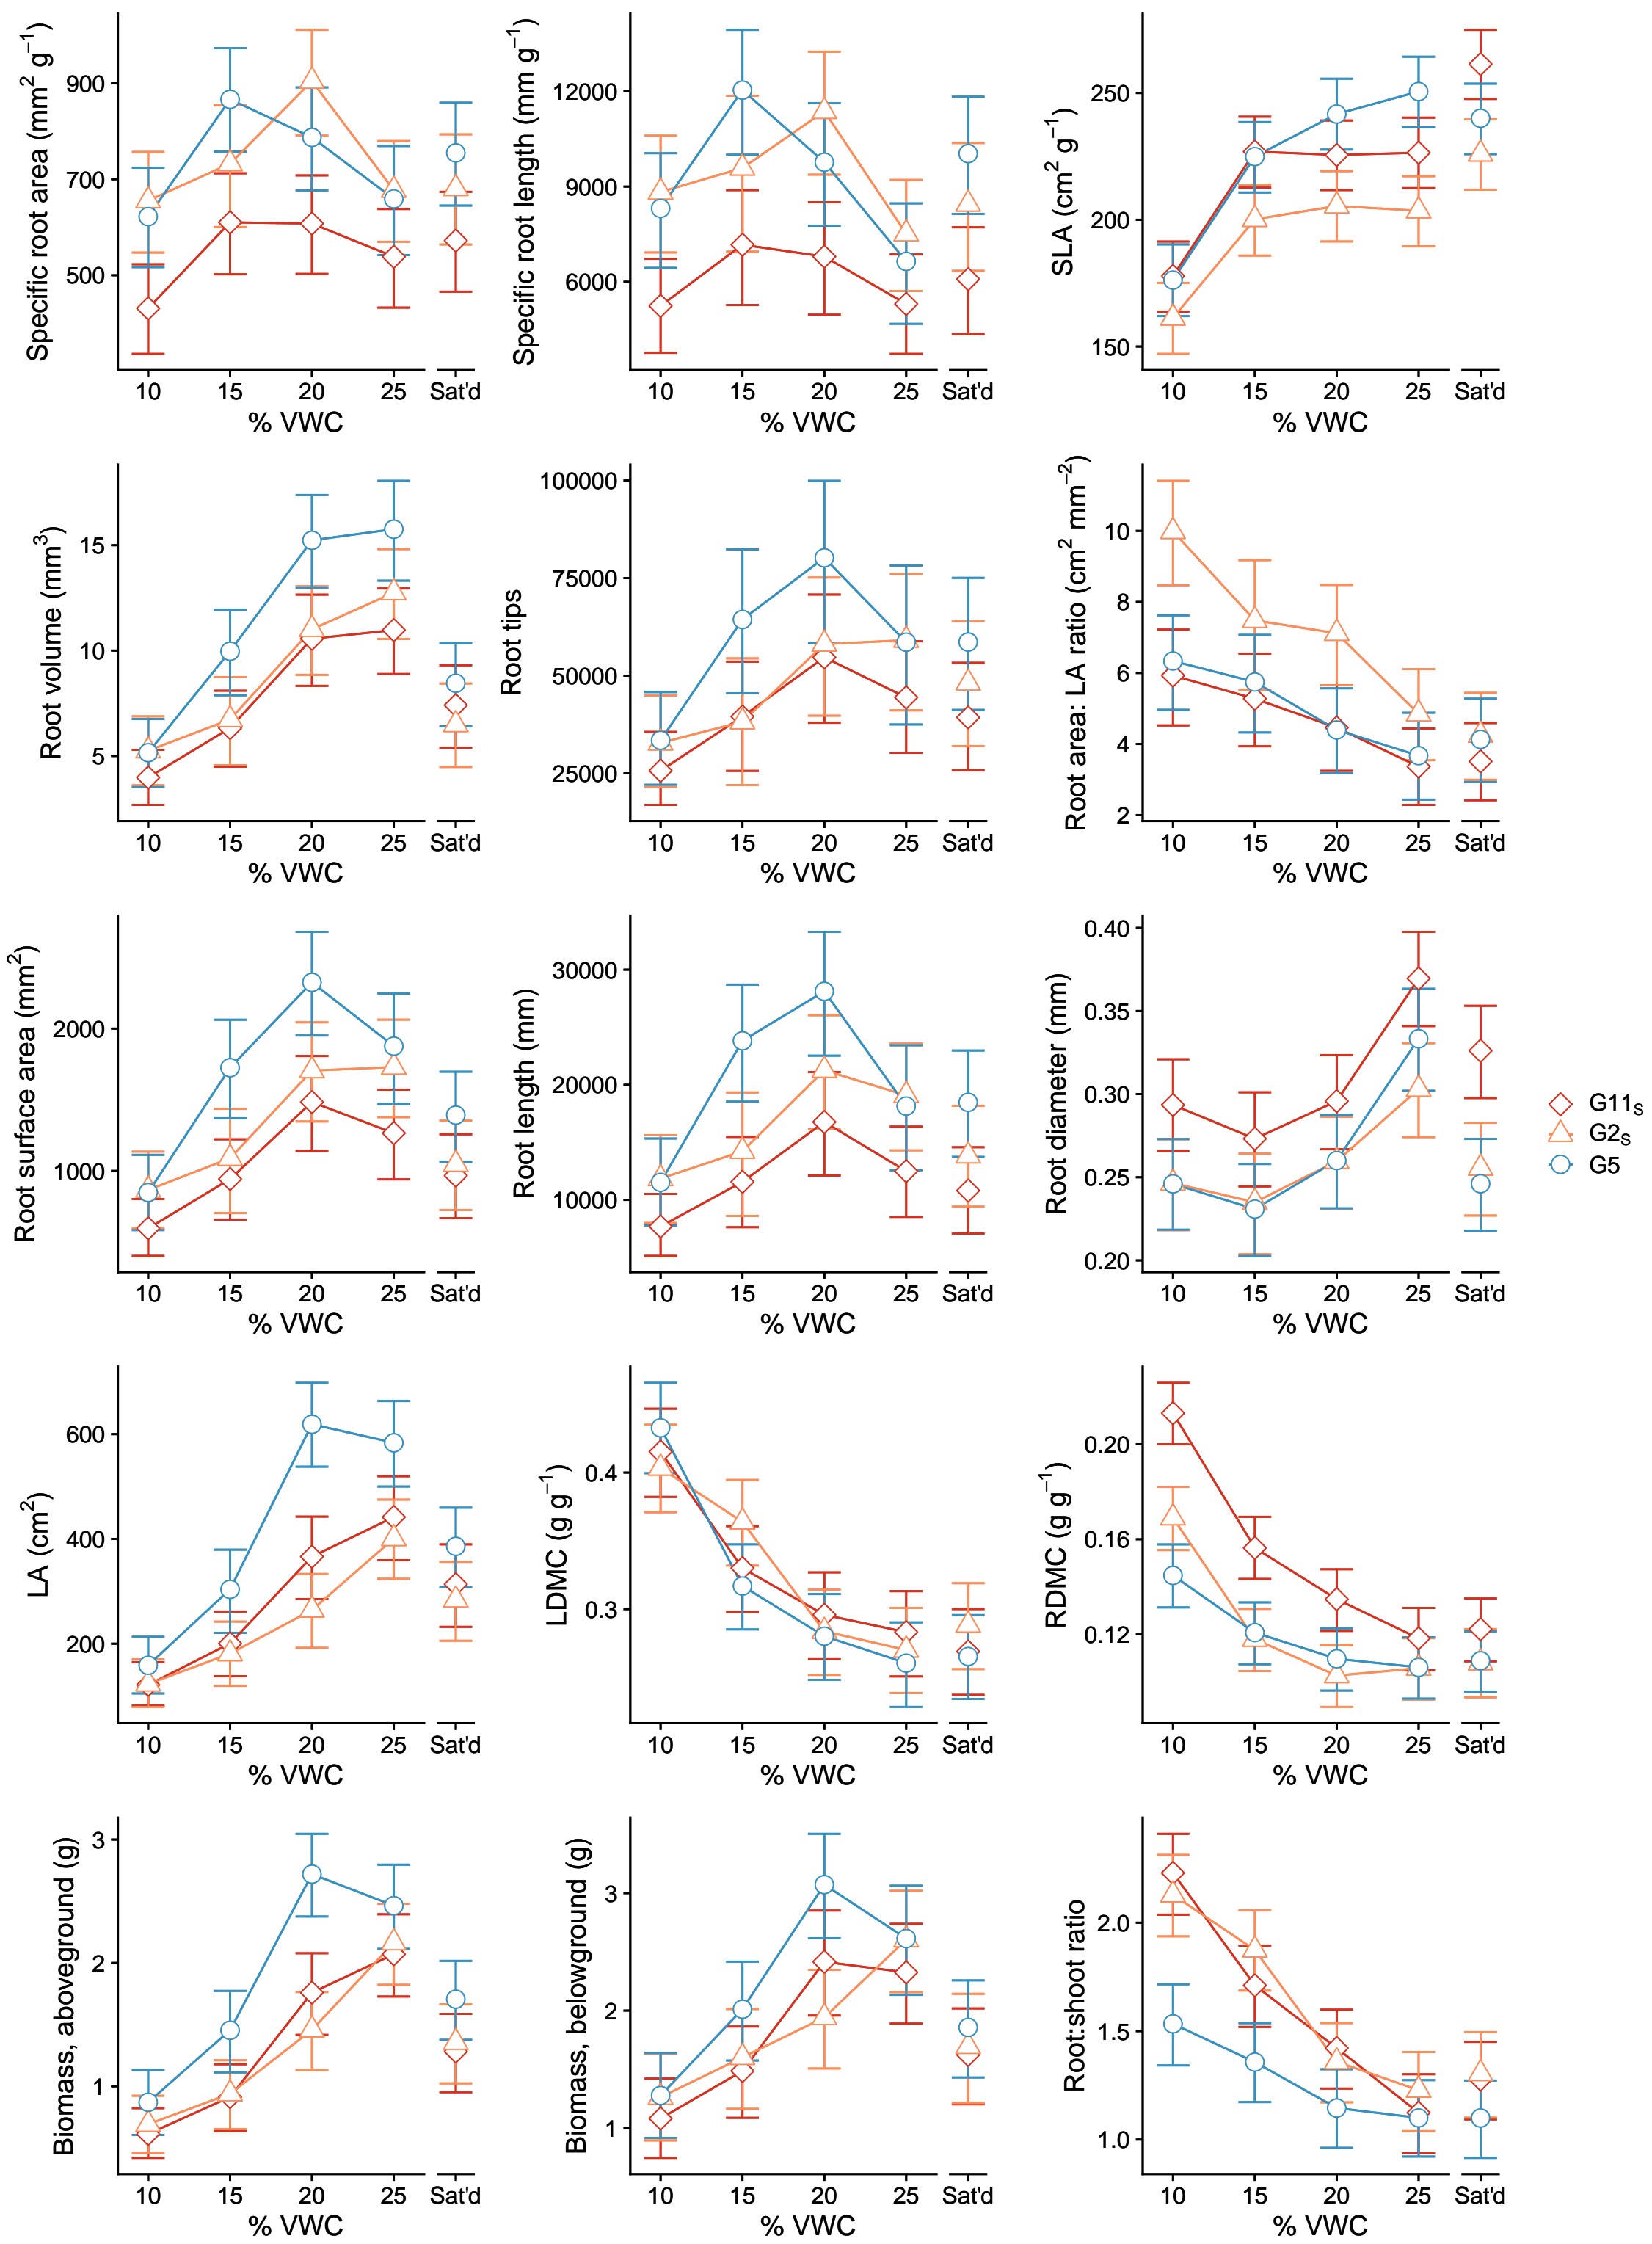 Specific root area (mm² g⁻¹)
900
700
500
10 15 20 25 Sat'd
% VWC
Specific root length (mm g⁻¹)
12000
9000
6000
10 15 20 25 Sat'd
% VWC
SLA (cm² g⁻¹)
250
200
150
10 15 20 25 Sat'd
% VWC
Root volume (mm³)
15
10
5
10 15 20 25 Sat'd
% VWC
Root tips
100000
75000
50000
25000
10 15 20 25 Sat'd
% VWC
Root area: LA ratio (cm² mm⁻²)
10
8
6
4
2
10 15 20 25 Sat'd
% VWC
Root surface area (mm²)
2000
1000
10 15 20 25 Sat'd
% VWC
Root length (mm)
30000
20000
10000
10 15 20 25 Sat'd
% VWC
Root diameter (mm)
0.40
0.35
0.30
0.25
0.20
10 15 20 25 Sat'd
% VWC
G11S
G2S
G5
LA (cm²)
600
400
200
10 15 20 25 Sat'd
% VWC
LDMC (g g⁻¹)
0.4
0.3
10 15 20 25 Sat'd
% VWC
RDMC (g g⁻¹)
0.20
0.16
0.12
10 15 20 25 Sat'd
% VWC
Biomass, aboveground (g)
3
2
1
10 15 20 25 Sat'd
% VWC
Biomass, belowground (g)
3
2
1
10 15 20 25 Sat'd
% VWC
Root:shoot ratio
2.0
1.5
1.0
10 15 20 25 Sat'd
% VWC